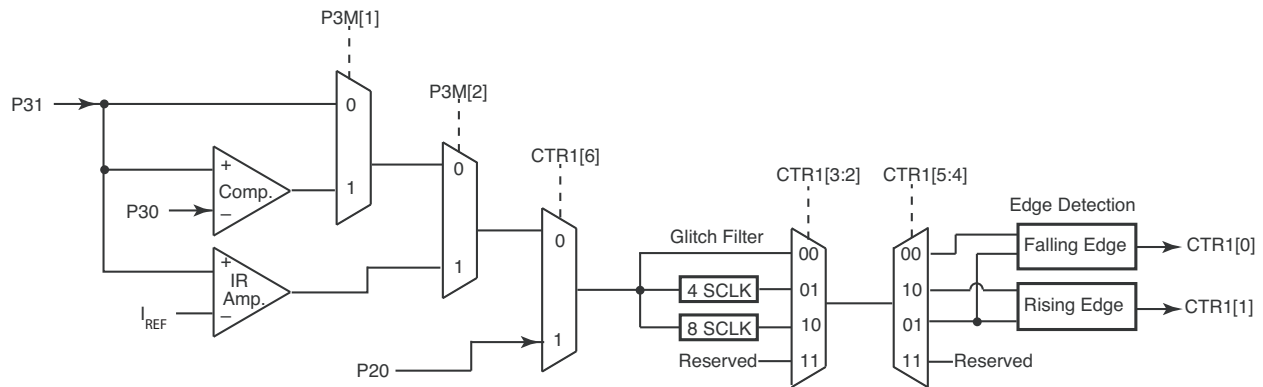 P3M[1]
P31
0
P3M[2]
+
Comp.
–
P30
1
0
CTR1[6]
CTR1[3:2]
CTR1[5:4]
Edge Detection
Glitch Filter
0
00
00
Falling Edge
CTR1[0]
+
IR
Amp.
–
I_REF
1
4 SCLK
01
10
Rising Edge
CTR1[1]
8 SCLK
10
01
P20
1
Reserved
11
11
Reserved